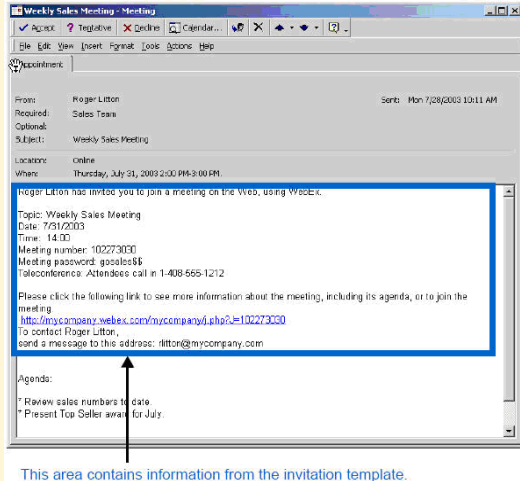 Weekly Sales Meeting - Meeting
Accept ? Tentative Decline Calendar...
File Edit View Insert Format Tools Actions Help
Appointment
From: Roger Litton Sent: Mon 7/28/2003 10:11 AM
Required: Sales Team
Optional:
Subject: Weekly Sales Meeting
Location: Online
When: Thursday, July 31, 2003 2:00 PM-3:00 PM.
Roger Litton has invited you to join a meeting on the Web, using WebEx.
Topic: Weekly Sales Meeting
Date: 7/31/2003
Time: 14:00
Meeting number: 102273030
Meeting password: gosales$$
Teleconference: Attendees call in 1-408-555-1212
Please click the following link to see more information about the meeting, including its agenda, or to join the
meeting.
http://mycompany.webex.com/mycompany/j.php?J=102273030
To contact Roger Litton,
send a message to this address: rlitton@mycompany.com
Agenda:
* Review sales numbers to date.
* Present Top Seller award for July.
This area contains information from the invitation template.